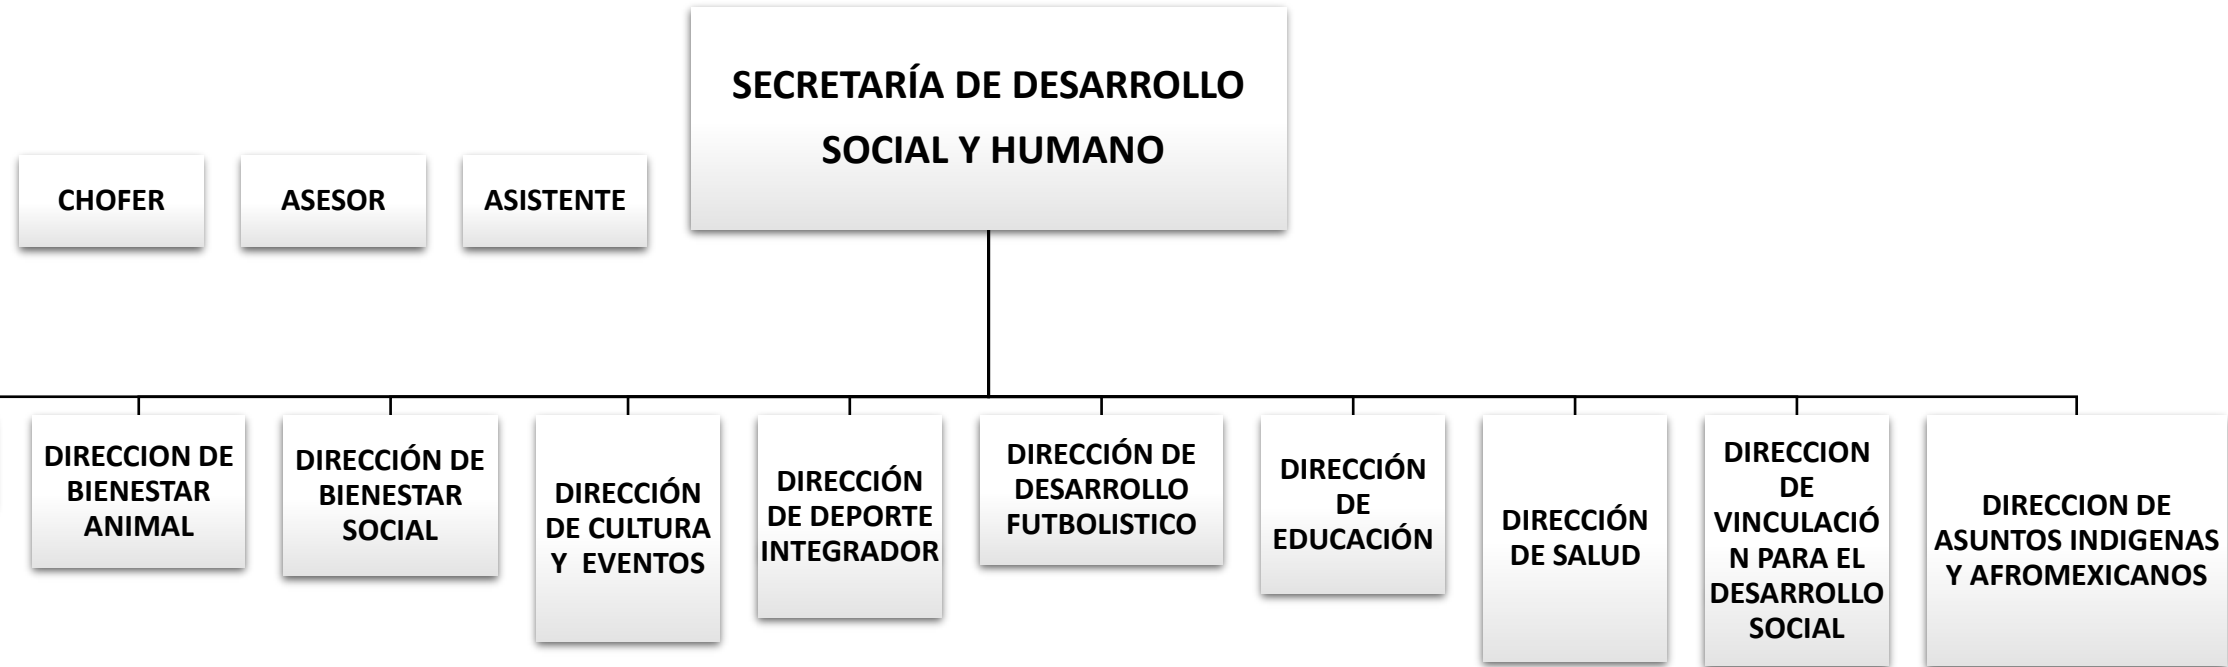 SECRETARÍA DE DESARROLLO
SOCIAL Y HUMANO
CHOFER
ASESOR
ASISTENTE
DIRECCION DE
BIENESTAR
ANIMAL
DIRECCIÓN DE
BIENESTAR
SOCIAL
DIRECCIÓN
DE CULTURA
Y EVENTOS
DIRECCIÓN
DE DEPORTE
INTEGRADOR
DIRECCIÓN DE
DESARROLLO
FUTBOLISTICO
DIRECCIÓN
DE
EDUCACIÓN
DIRECCIÓN
DE SALUD
DIRECCION
DE
VINCULACIÓ
N PARA EL
DESARROLLO
SOCIAL
DIRECCION DE
ASUNTOS INDIGENAS
Y AFROMEXICANOS